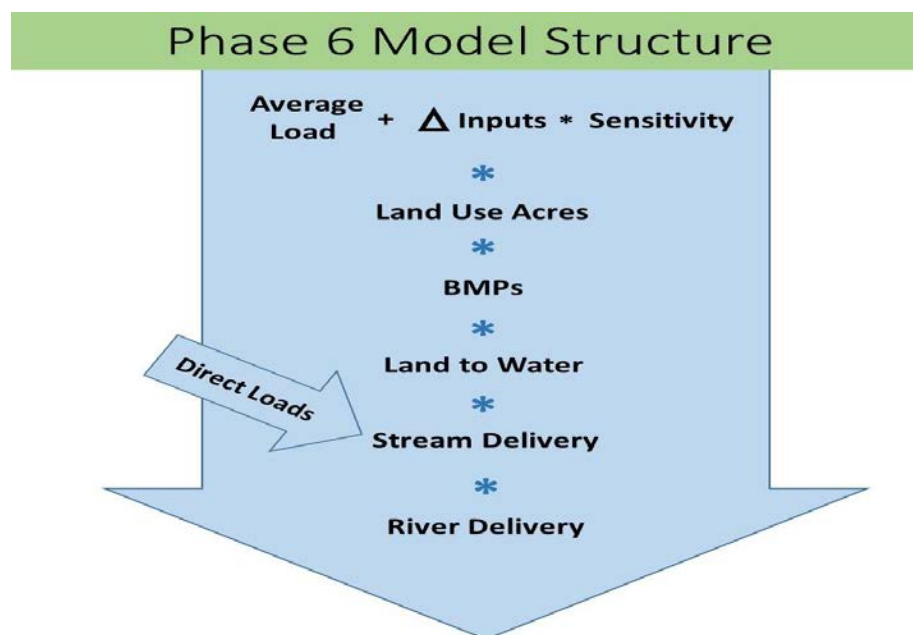 Phase 6 Model Structure
Average
Load + Δ Inputs * Sensitivity
*
Land Use Acres
*
BMPs
*
Land to Water
*
Direct Loads
Stream Delivery
*
River Delivery